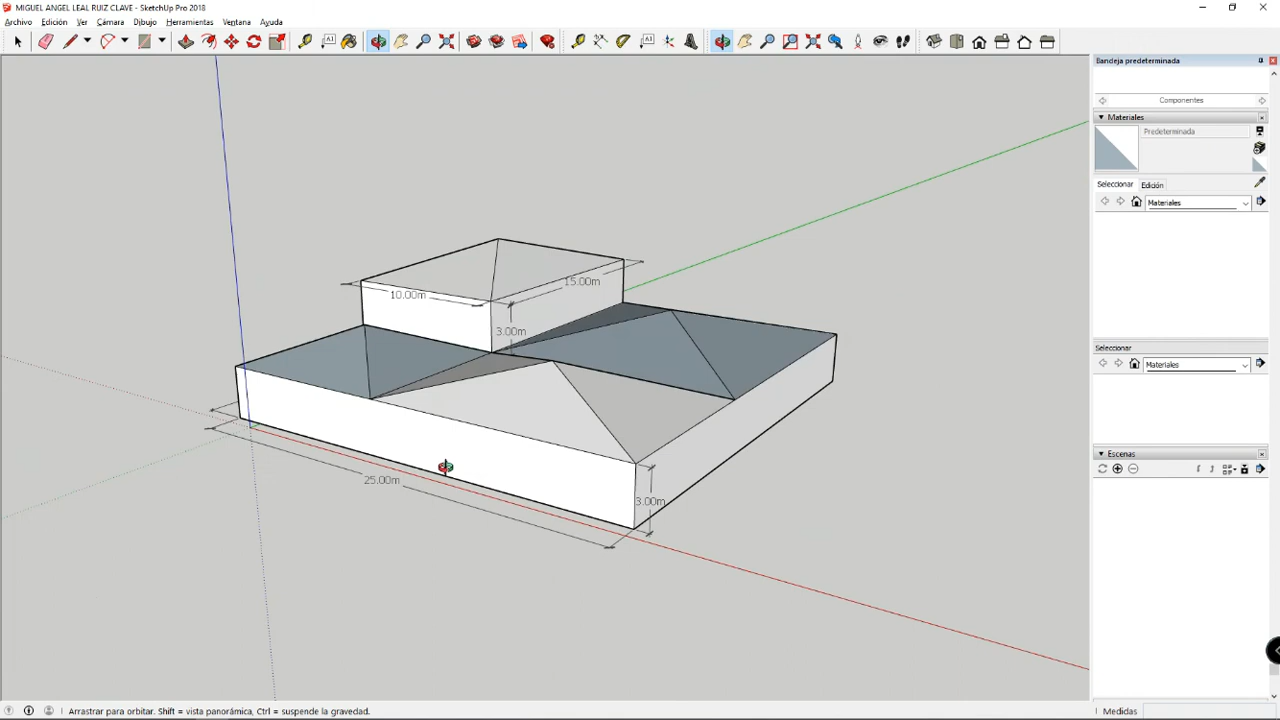 MIGUEL ANGEL LEAL RUIZ CLAVE - SketchUp Pro 2018
Archivo Edición Ver Cámara Dibujo Herramientas Ventana Ayuda
Bandeja predeterminada
Componentes
Materiales
Predeterminada
Seleccionar Edición
Materiales
15.00m
10.00m
3.00m
Seleccionar
Materiales
Escenas
25.00m
3.00m
Arrastrar para orbitar. Shift = vista panorámica, Ctrl = suspende la gravedad.
Medidas